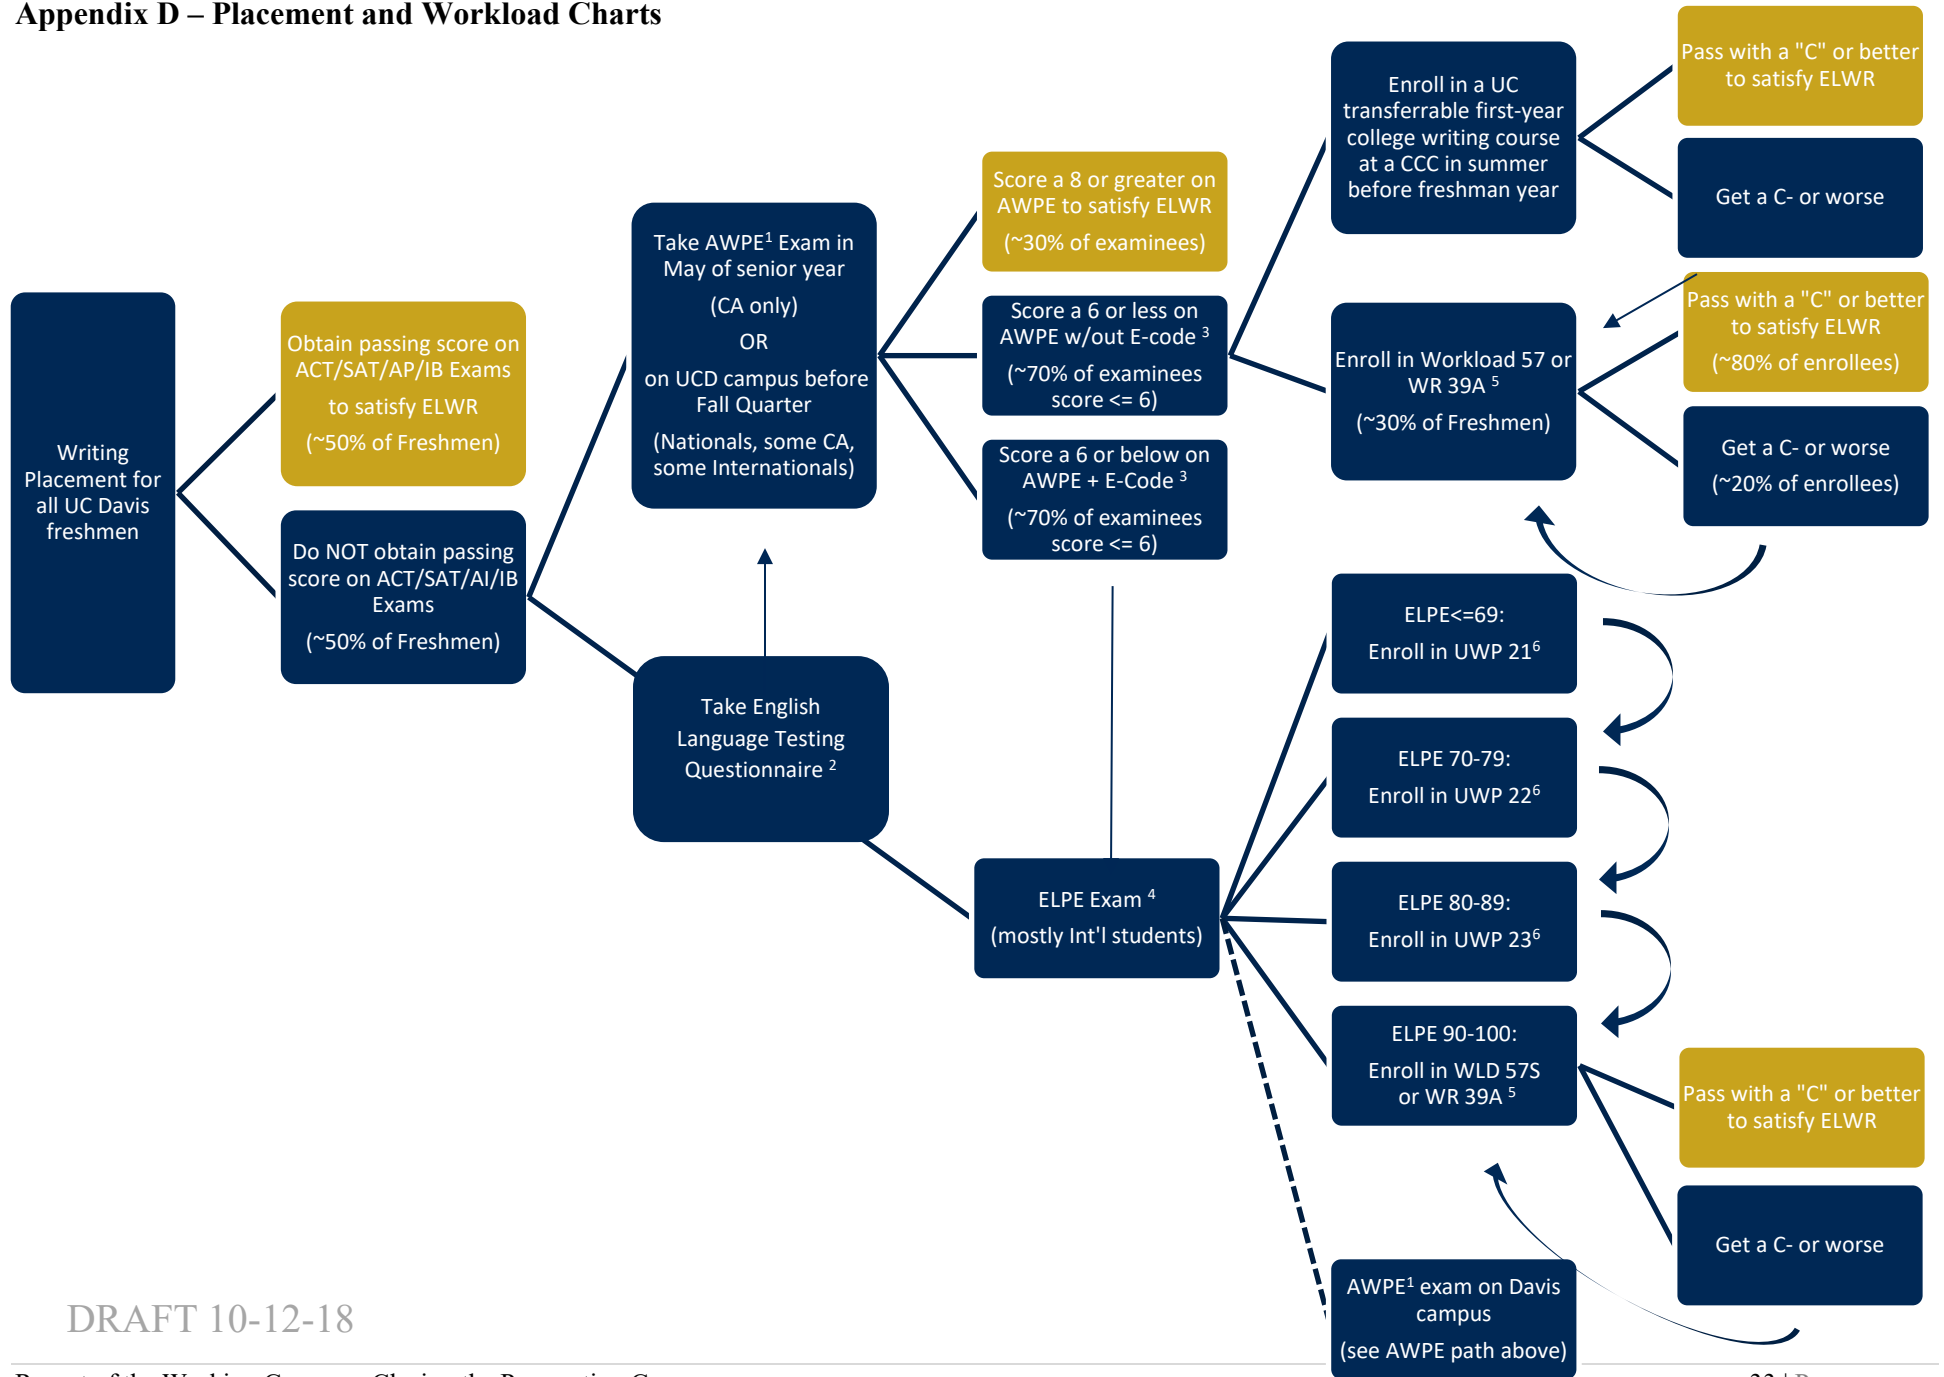 Appendix D – Placement and Workload Charts
Writing
Placement for
all UC Davis
freshmen
Obtain passing score on
ACT/SAT/AP/IB Exams
to satisfy ELWR
(~50% of Freshmen)
Do NOT obtain passing
score on ACT/SAT/AI/IB
Exams
(~50% of Freshmen)
Take AWPE¹ Exam in
May of senior year
(CA only)
OR
on UCD campus before
Fall Quarter
(Nationals, some CA,
some Internationals)
Take English
Language Testing
Questionnaire ²
Score a 8 or greater on
AWPE to satisfy ELWR
(~30% of examinees)
Score a 6 or less on
AWPE w/out E-code ³
(~70% of examinees
score <= 6)
Score a 6 or below on
AWPE + E-Code ³
(~70% of examinees
score <= 6)
ELPE Exam ⁴
(mostly Int'l students)
Enroll in a UC
transferrable first-year
college writing course
at a CCC in summer
before freshman year
Pass with a "C" or better
to satisfy ELWR
Get a C- or worse
Enroll in Workload 57 or
WR 39A ⁵
(~30% of Freshmen)
Pass with a "C" or better
to satisfy ELWR
(~80% of enrollees)
Get a C- or worse
(~20% of enrollees)
ELPE<=69:
Enroll in UWP 21⁶
ELPE 70-79:
Enroll in UWP 22⁶
ELPE 80-89:
Enroll in UWP 23⁶
ELPE 90-100:
Enroll in WLD 57S
or WR 39A ⁵
Pass with a "C" or better
to satisfy ELWR
Get a C- or worse
AWPE¹ exam on Davis
campus
(see AWPE path above)
DRAFT 10-12-18